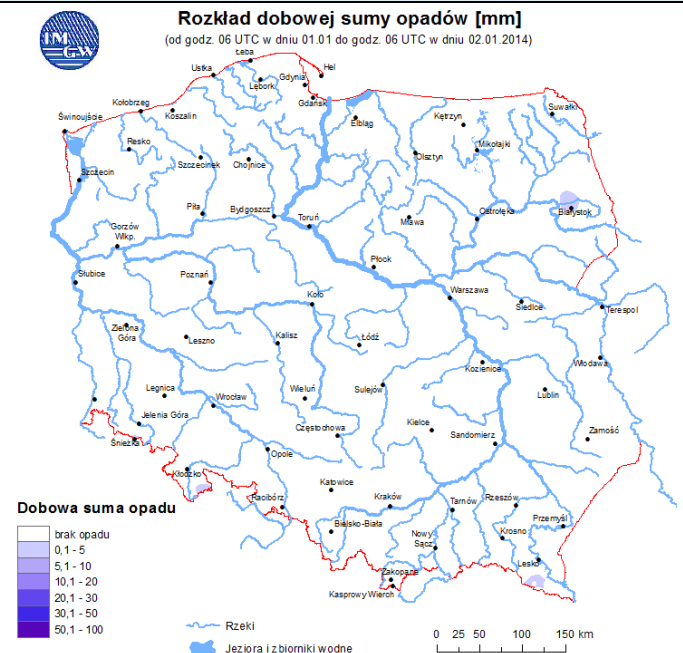 Rozkład dobowej sumy opadów [mm]
(od godz. 06 UTC w dniu 01.01 do godz. 06 UTC w dniu 02.01.2014)
IM
GW
Łeba
Hel
Ustka
Gdynia
Lębork
Gdańsk
Suwałki
Kołobrzeg
Koszalin
Świnoujście
Elbląg
Kętrzyn
Resko
Mikołajki
Olsztyn
Szczecinek
Chojnice
Szczecin
Piła
Bydgoszcz
Toruń
Mława
Ostrołęka
Białystok
Gorzów
Wlkp.
Płock
Słubice
Poznań
Koło
Warszawa
Siedlce
Terespol
Zielona
Góra
Leszno
Kalisz
Łódź
Włodawa
Kozienice
Legnica
Wrocław
Wieluń
Sulejów
Lublin
Jelenia Góra
Kielce
Częstochowa
Sandomierz
Zamość
Śnieżka
Opole
Kłodzko
Katowice
Racibórz
Kraków
Tarnów
Rzeszów
Przemyśl
Bielsko-Biała
Nowy
Sącz
Krosno
Lesko
Zakopane
Kasprowy Wierch
Dobowa suma opadu
brak opadu
0,1 - 5
5,1 - 10
10,1 - 20
20,1 - 30
30,1 - 50
50,1 - 100
Rzeki
Jeziora i zbiorniki wodne
0 25 50 100 150 km